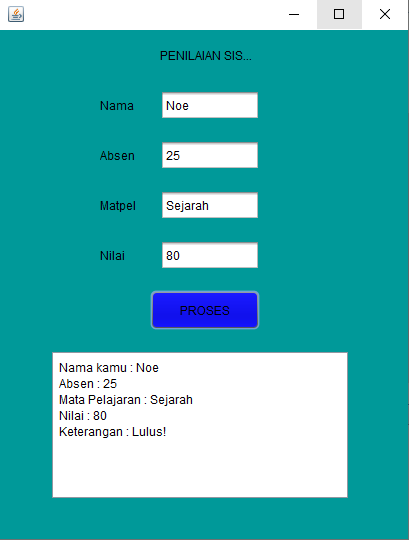 PENILAIAN SIS...
Nama Noe
Absen 25
Matpel Sejarah
Nilai 80
PROSES
Nama kamu : Noe
Absen : 25
Mata Pelajaran : Sejarah
Nilai : 80
Keterangan : Lulus!